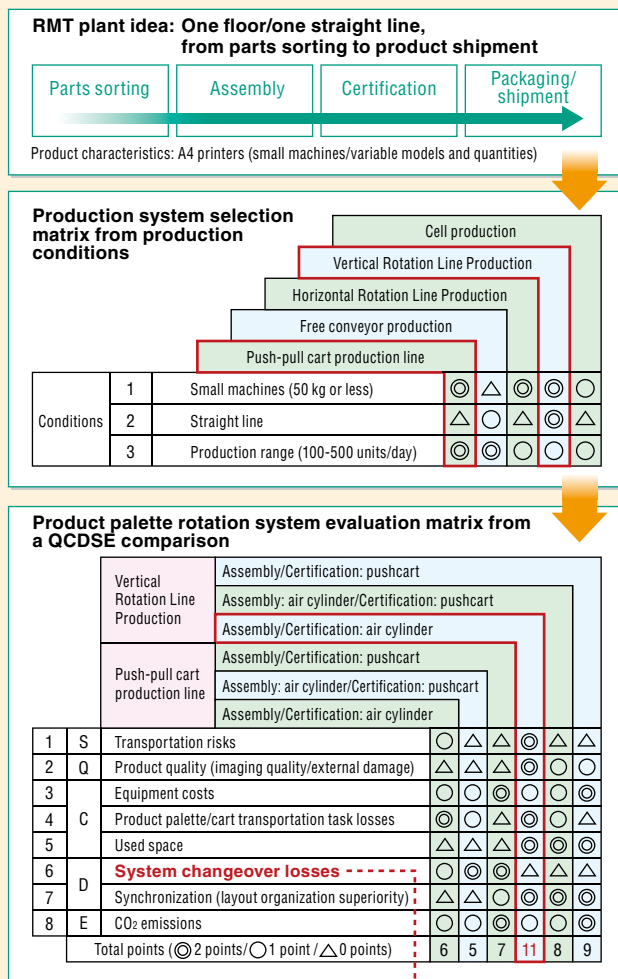 RMT plant idea: One floor/one straight line,
from parts sorting to product shipment
Parts sorting
Assembly
Certification
Packaging/
shipment
Product characteristics: A4 printers (small machines/variable models and quantities)
Production system selection
matrix from production
conditions
Cell production
Vertical Rotation Line Production
Horizontal Rotation Line Production
Free conveyor production
Push-pull cart production line
Conditions
1 Small machines (50 kg or less) ◎ △ ◎ ◎ ○
2 Straight line △ ○ △ ◎ △
3 Production range (100-500 units/day) ◎ ◎ ○ ○ ○
Product palette rotation system evaluation matrix from
a QCDSE comparison
Vertical
Rotation Line
Production
Assembly/Certification: pushcart
Assembly: air cylinder/Certification: pushcart
Assembly/Certification: air cylinder
Push-pull cart
production line
Assembly/Certification: pushcart
Assembly: air cylinder/Certification: pushcart
Assembly/Certification: air cylinder
1 S Transportation risks ○ △ △ ◎ △ △
2 Q Product quality (imaging quality/external damage) △ △ △ ◎ ○ ○
3 Equipment costs ○ ○ ◎ ○ ○ ◎
4 C Product palette/cart transportation task losses ◎ ○ △ ◎ ○ △
5 Used space △ △ △ ◎ ◎ ◎
6 D System changeover losses ○ ◎ ◎ △ △ △
7 Synchronization (layout organization superiority) △ △ ○ ◎ ◎ ◎
8 E CO2 emissions ○ ○ ◎ ○ ○ ◎
Total points (◎ 2 points/○ 1 point /△ 0 points) 6 5 7 11 8 9